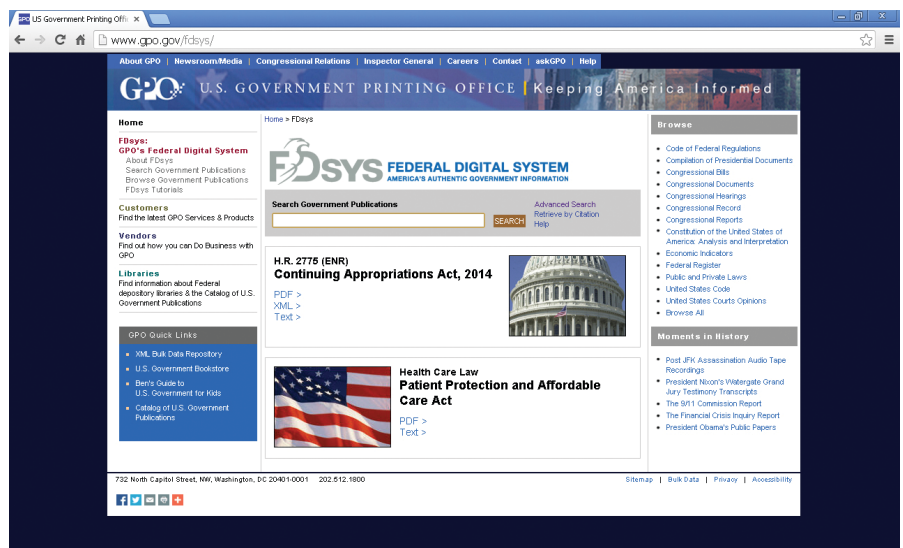 GPO US Government Printing Offic
www.gpo.gov/fdsys/
About GPO | Newsroom/Media | Congressional Relations | Inspector General | Careers | Contact | askGPO | Help
GPO U.S. GOVERNMENT PRINTING OFFICE | Keeping America Informed
Home
FDsys:
GPO's Federal Digital System
About FDsys
Search Government Publications
Browse Government Publications
FDsys Tutorials
Customers
Find the latest GPO Services & Products
Vendors
Find out how you can Do Business with
GPO
Libraries
Find information about Federal
depository libraries & the Catalog of U.S.
Government Publications
GPO Quick Links
XML Bulk Data Repository
U.S. Government Bookstore
Ben's Guide to
U.S. Government for Kids
Catalog of U.S. Government
Publications
Home > FDsys
FDSYS FEDERAL DIGITAL SYSTEM
AMERICA'S AUTHENTIC GOVERNMENT INFORMATION
Search Government Publications
SEARCH
Advanced Search
Retrieve by Citation
Help
H.R. 2775 (ENR)
Continuing Appropriations Act, 2014
PDF >
XML >
Text >
Health Care Law
Patient Protection and Affordable
Care Act
PDF >
Text >
Browse
Code of Federal Regulations
Compilation of Presidential Documents
Congressional Bills
Congressional Documents
Congressional Hearings
Congressional Record
Congressional Reports
Constitution of the United States of
America: Analysis and Interpretation
Economic Indicators
Federal Register
Public and Private Laws
United States Code
United States Courts Opinions
Browse All
Moments in History
Post JFK Assassination Audio Tape
Recordings
President Nixon's Watergate Grand
Jury Testimony Transcripts
The 9/11 Commission Report
The Financial Crisis Inquiry Report
President Obama's Public Papers
732 North Capitol Street, NW, Washington, DC 20401-0001 202.512.1800
Sitemap | Bulk Data | Privacy | Accessibility